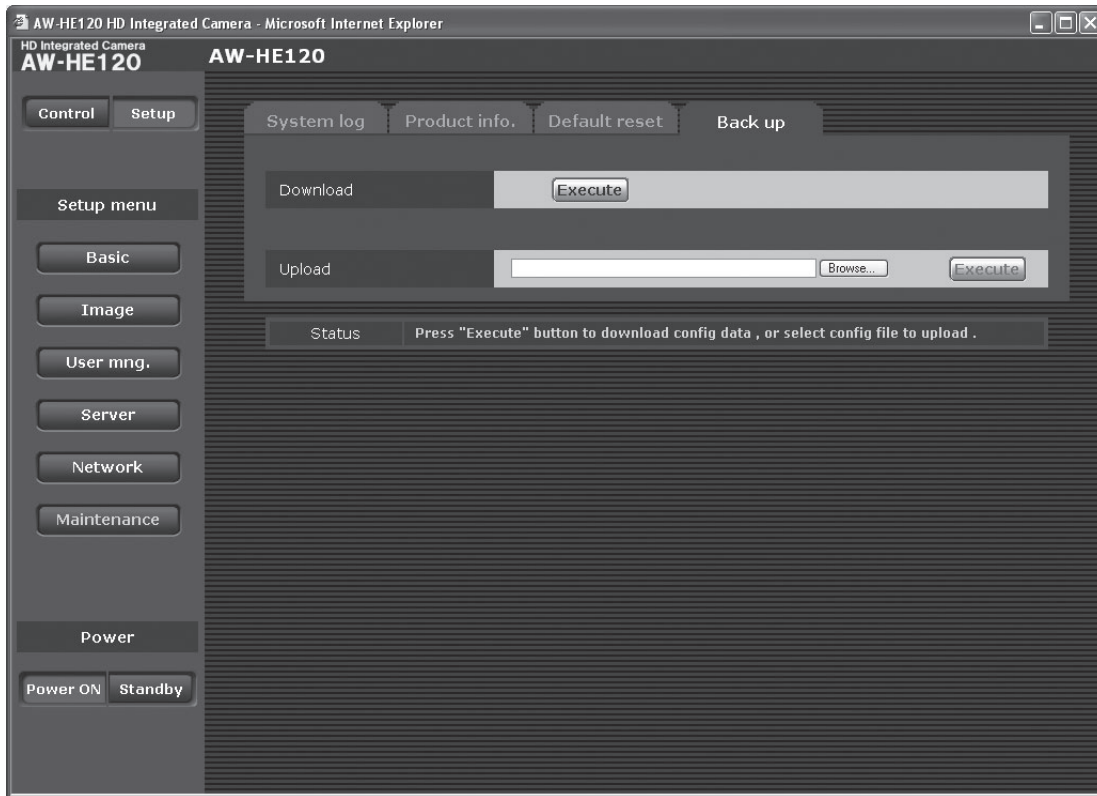 AW-HE120 HD Integrated Camera - Microsoft Internet Explorer
HD Integrated Camera
AW-HE120
AW-HE120
Control Setup
System log Product info. Default reset Back up
Download Execute
Setup menu
Basic
Upload Browse... Execute
Image
Status Press "Execute" button to download config data , or select config file to upload .
User mng.
Server
Network
Maintenance
Power
Power ON Standby